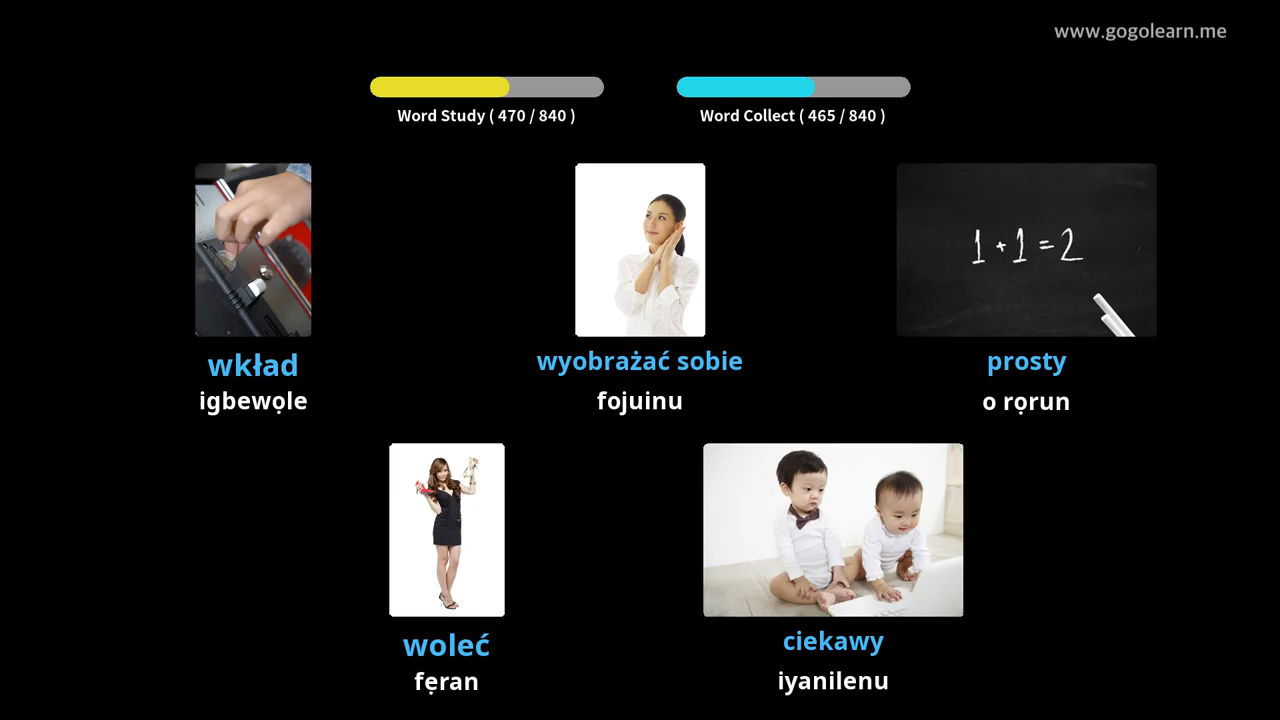 www.gogolearn.me
Word Study ( 470 / 840 )
Word Collect ( 465 / 840 )
1 + 1 = 2
wkład
igbewọle
wyobrażać sobie
fojuinu
prosty
o rọrun
woleć
fẹran
ciekawy
iyanilenu